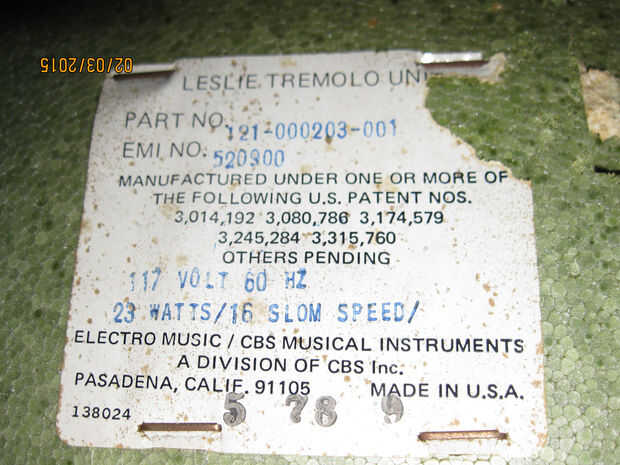 02/03/2015
LESLIE TREMOLO UNI
PART NO. 121-000203-001
EMI NO. 520900
MANUFACTURED UNDER ONE OR MORE OF
THE FOLLOWING U.S. PATENT NOS.
3,014,192 3,080,786 3,174,579
3,245,284 3,315,760
OTHERS PENDING
117 VOLT 60 HZ
23 WATTS/16 SLOM SPEED/
ELECTRO MUSIC / CBS MUSICAL INSTRUMENTS
A DIVISION OF CBS Inc.
PASADENA, CALIF. 91105 MADE IN U.S.A.
138024 5 78 9